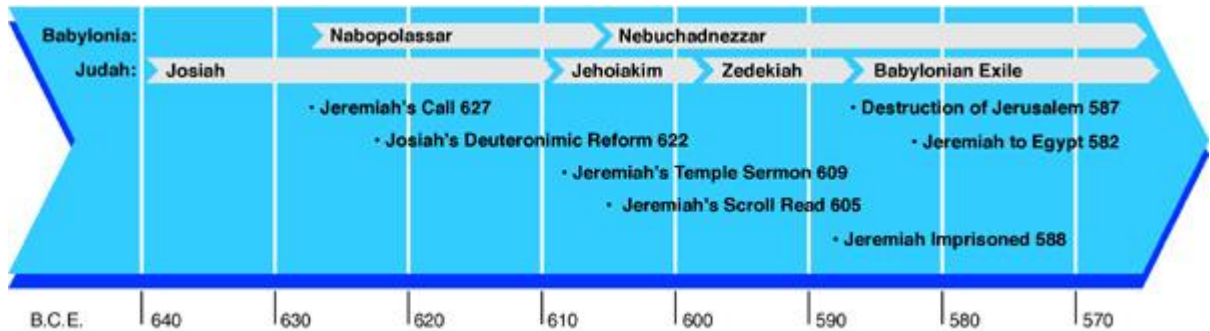 Babylonia: Nabopolassar Nebuchadnezzar
Judah: Josiah Jehoiakim Zedekiah Babylonian Exile
• Jeremiah's Call 627 • Destruction of Jerusalem 587
• Josiah's Deuteronimic Reform 622 • Jeremiah to Egypt 582
• Jeremiah's Temple Sermon 609
• Jeremiah's Scroll Read 605
• Jeremiah Imprisoned 588
B.C.E. 640 630 620 610 600 590 580 570